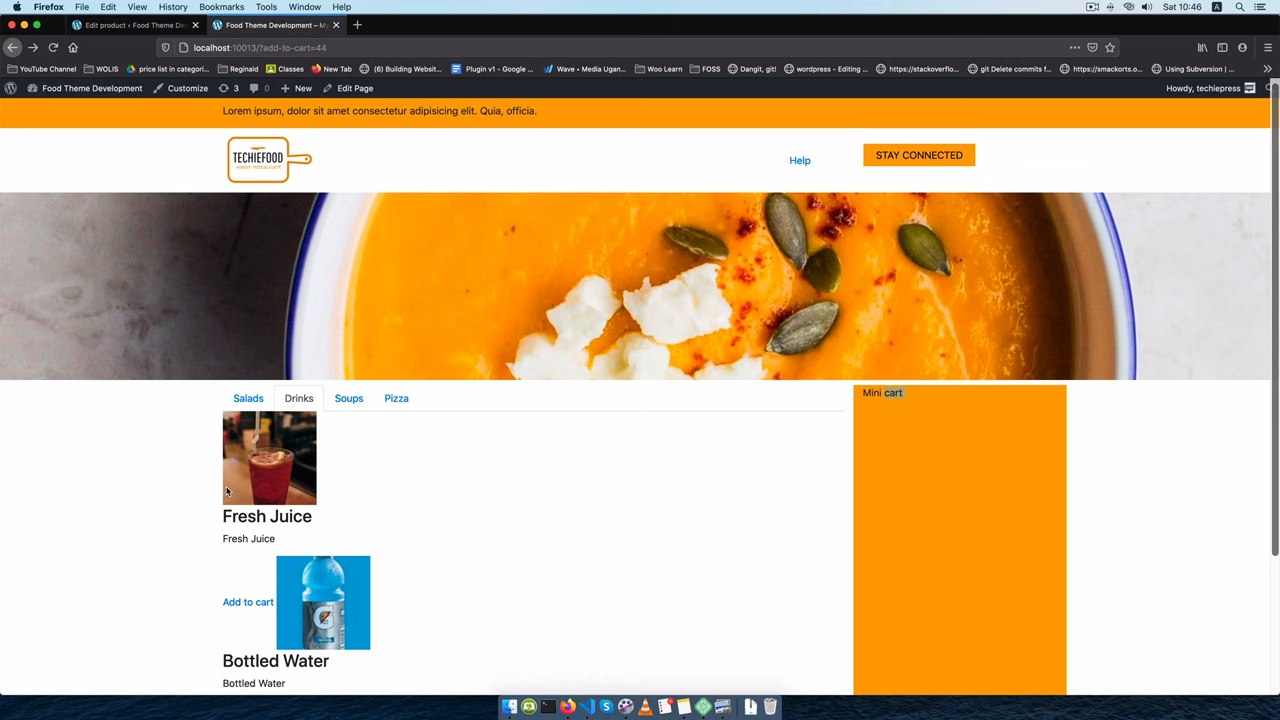 Firefox File Edit View History Bookmarks Tools Window Help Sat 10:46 A
Edit product ‹ Food Theme De... Food Theme Development – My
localhost:10013/?add-to-cart=44
YouTube Channel WOLIS price list in categori... Reginald Classes New Tab (6) Building Websit... Plugin v1 - Google ... Wave • Media Ugan... Woo Learn FOSS Dangit, git! wordpress - Editing ... https://stackoverflo... git Delete commits f... https://smackorts.o... Using Subversion (...
Food Theme Development Customize 3 0 New Edit Page Howdy, techiepress
Lorem ipsum, dolor sit amet consectetur adipisicing elit. Quia, officia.
TECHIEFOOD
water restaurant
Help
STAY CONNECTED
Salads Drinks Soups Pizza
Mini cart
Fresh Juice
Fresh Juice
Add to cart
G
Bottled Water
Bottled Water